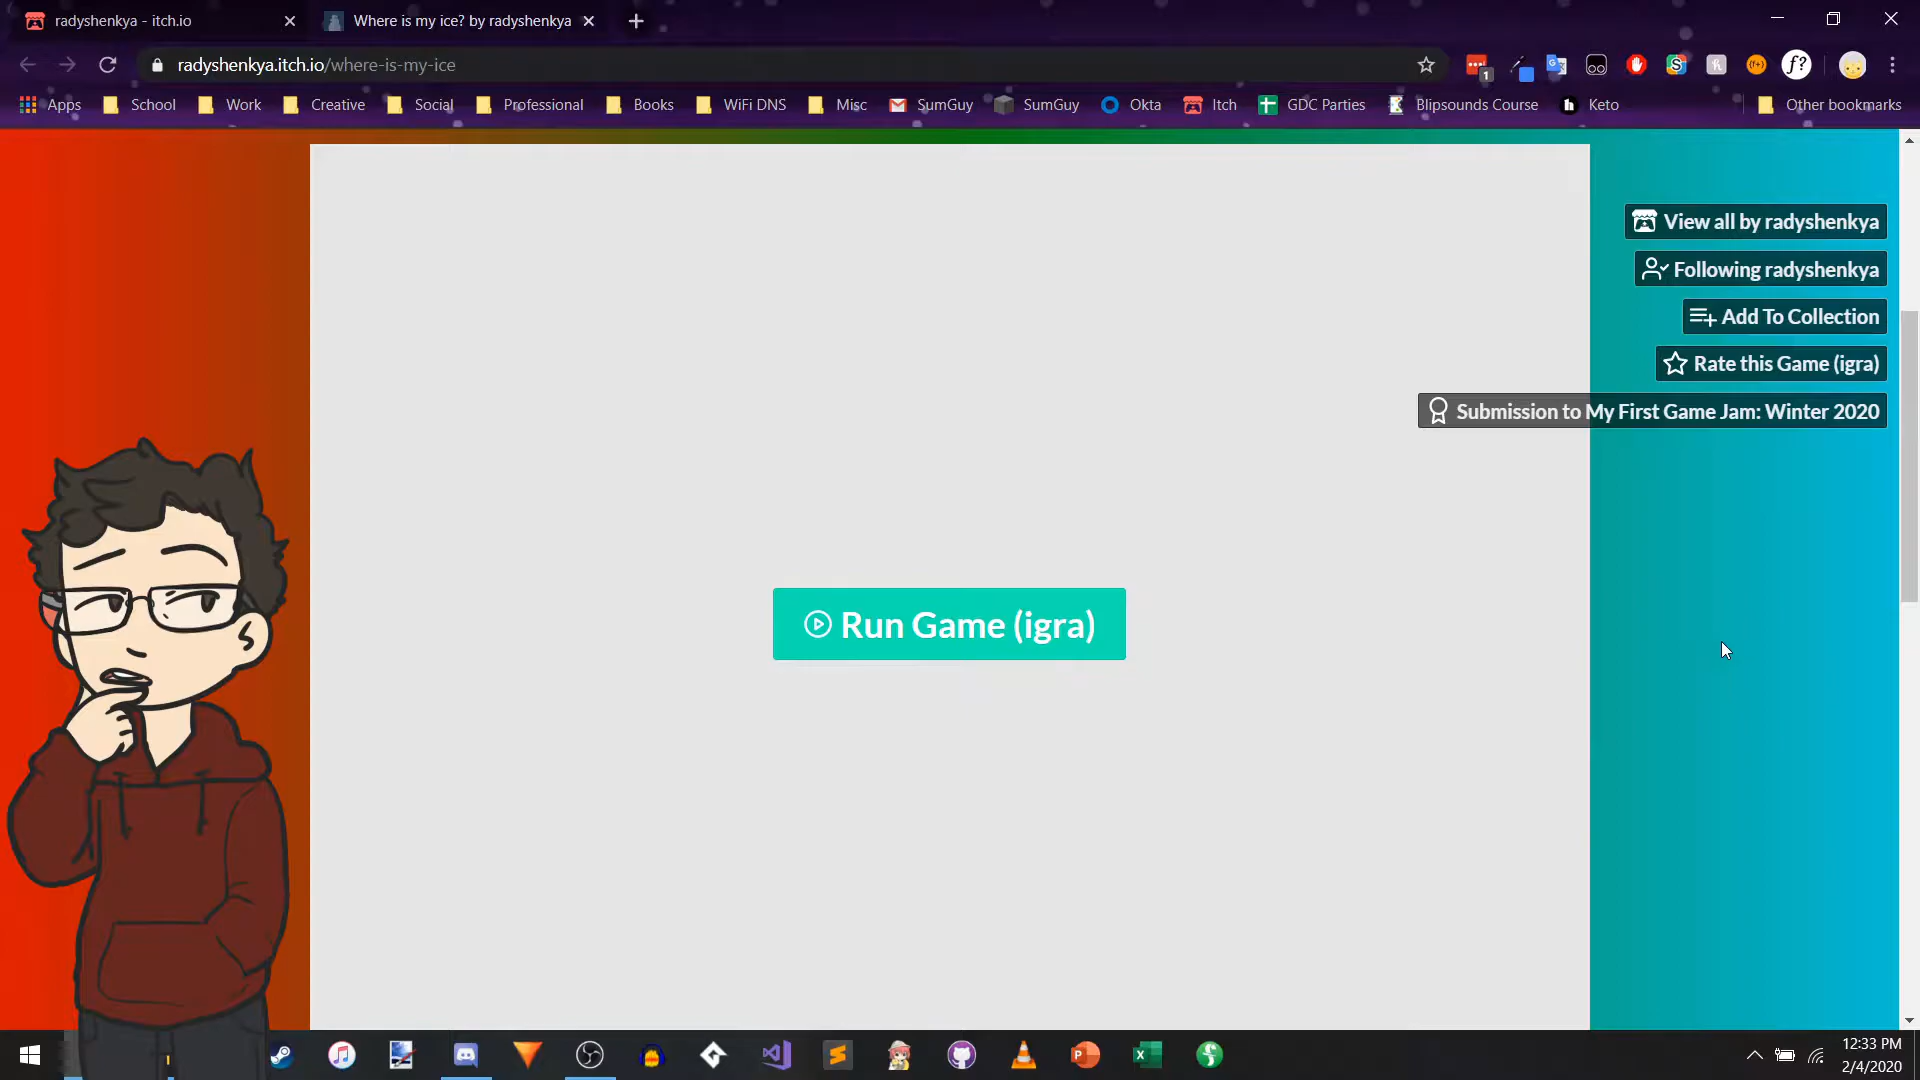 radyshenkya - itch.io
Where is my ice? by radyshenkya
radyshenkya.itch.io/where-is-my-ice
1
f?
Apps
School
Work
Creative
Social
Professional
Books
WiFi DNS
Misc
SumGuy
SumGuy
Okta
Itch
GDC Parties
Blipsounds Course
Keto
Other bookmarks
View all by radyshenkya
Following radyshenkya
Add To Collection
Rate this Game (igra)
Submission to My First Game Jam: Winter 2020
Run Game (igra)
12:33 PM
2/4/2020